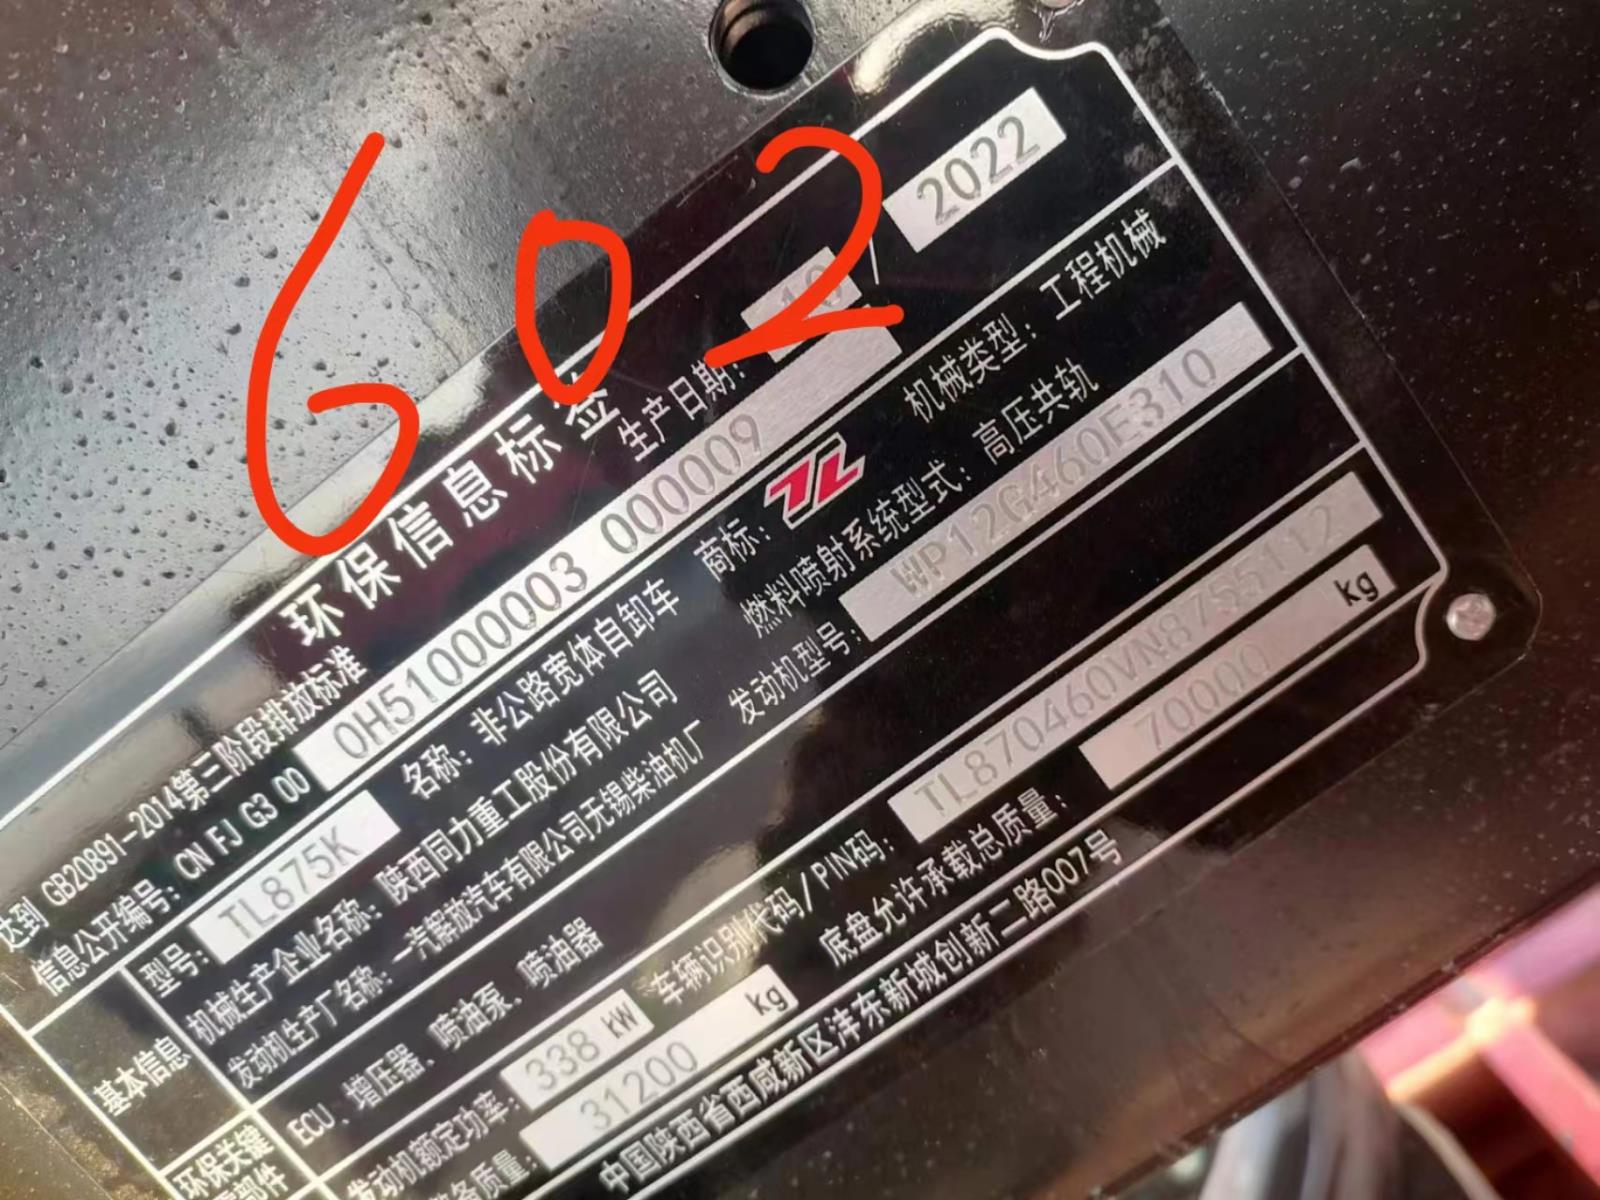 602
环保信息标签
生产日期: 10 / 2022
达到 GB20891-2014第三阶段排放标准
信息公开编号: CN FJ G3 00 0H51000003 000009
基本信息
型号: TL875K 名称: 非公路宽体自卸车 商标: 机械类型: 工程机械
机械生产企业名称: 陕西同力重工股份有限公司 燃料喷射系统型式: 高压共轨
发动机生产厂名称: 一汽解放汽车有限公司无锡柴油机厂 发动机型号: WP12G460E310
环保关键
部件
ECU、增压器、喷油泵、喷油器
发动机额定功率: 338 kW 车辆识别代码/PIN码: TL870460VN8755112
备质量: 31200 kg 底盘允许承载总质量: 70000 kg
中国陕西省西咸新区沣东新城创新二路007号